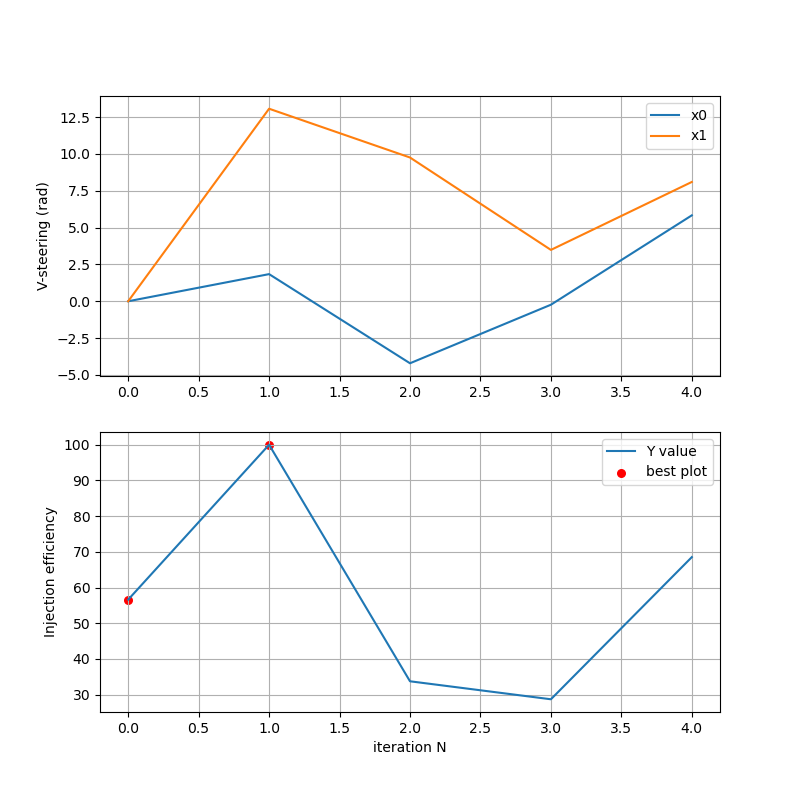 12.5
10.0
7.5
5.0
2.5
0.0
−2.5
−5.0
V-steering (rad)
x0
x1
0.0 0.5 1.0 1.5 2.0 2.5 3.0 3.5 4.0
100
90
80
70
60
50
40
30
Injection efficiency
Y value
best plot
0.0 0.5 1.0 1.5 2.0 2.5 3.0 3.5 4.0
iteration N